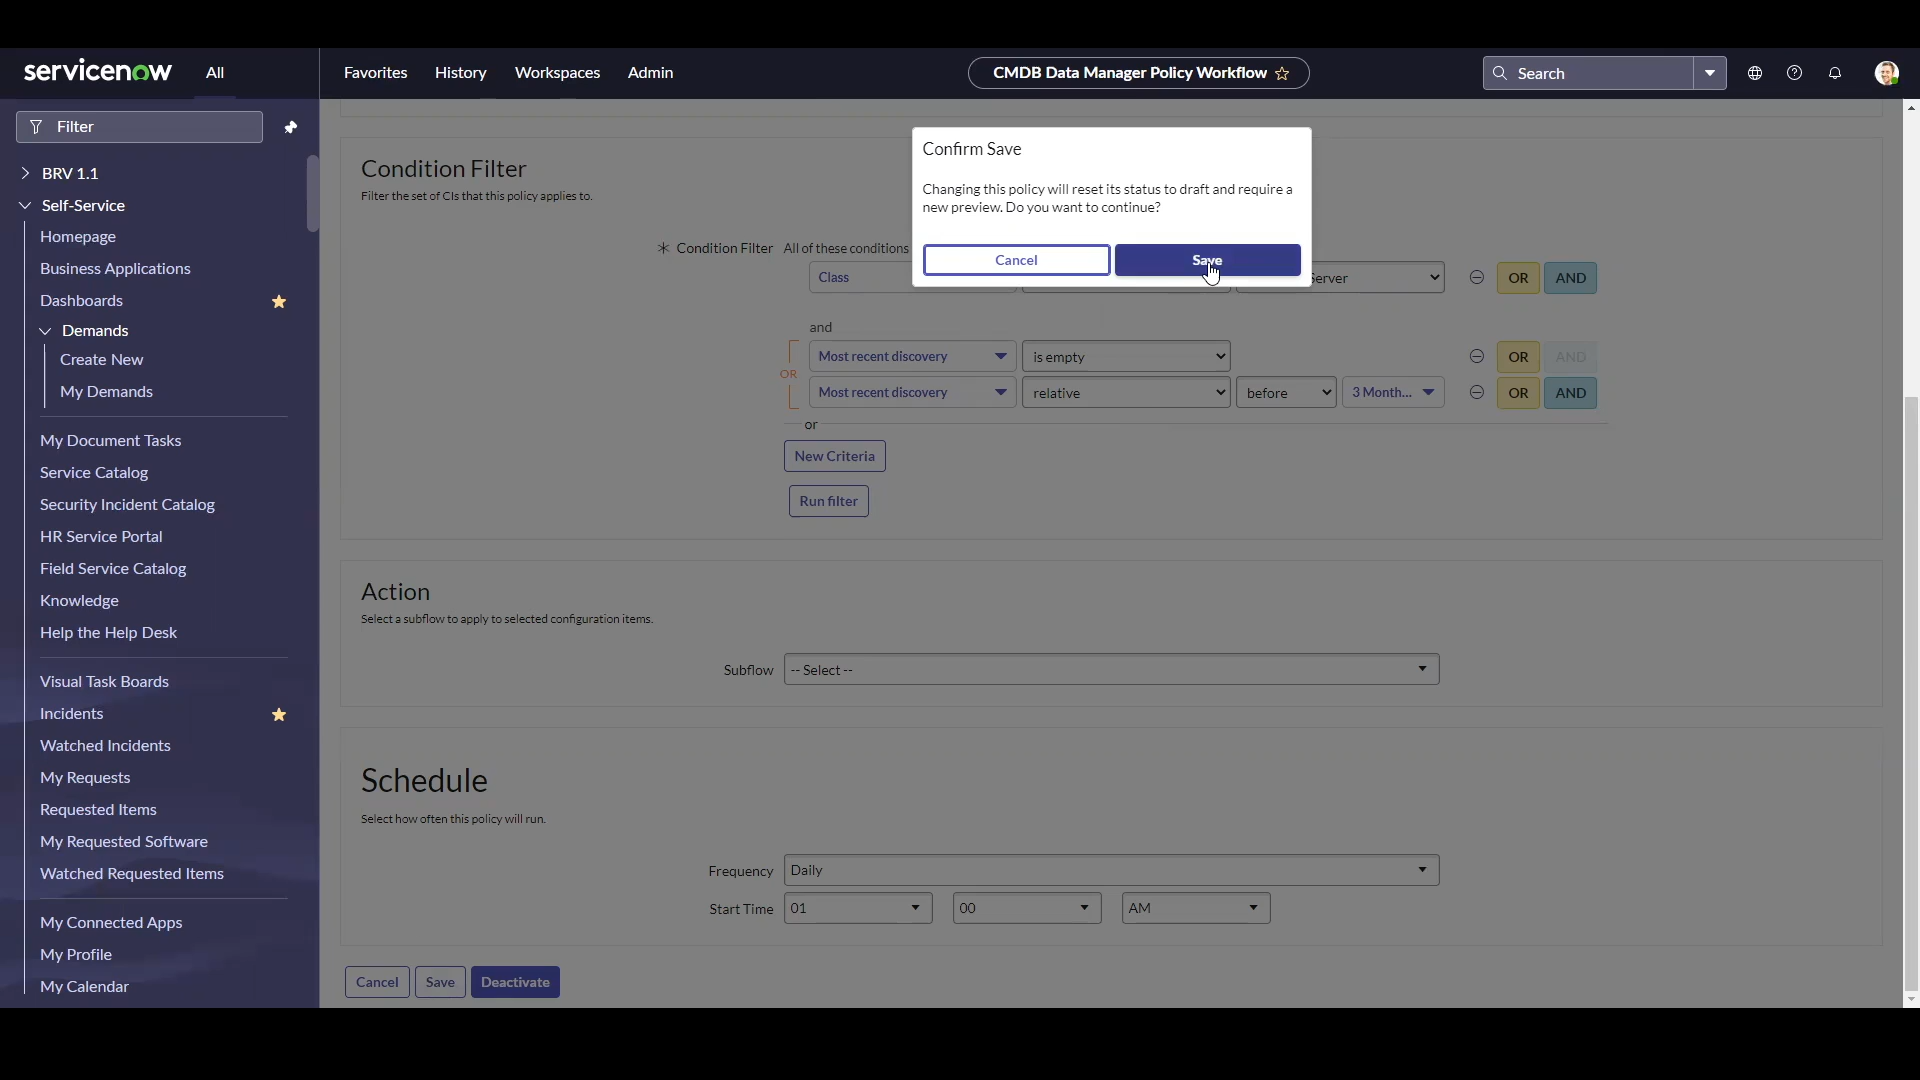 servicenow
All
Favorites
History
Workspaces
Admin
CMDB Data Manager Policy Workflow
Search
Filter
BRV 1.1
Self-Service
Homepage
Business Applications
Dashboards
Demands
Create New
My Demands
My Document Tasks
Service Catalog
Security Incident Catalog
HR Service Portal
Field Service Catalog
Knowledge
Help the Help Desk
Visual Task Boards
Incidents
Watched Incidents
My Requests
Requested Items
My Requested Software
Watched Requested Items
My Connected Apps
My Profile
My Calendar
Condition Filter
Filter the set of CIs that this policy applies to.
Confirm Save
Changing this policy will reset its status to draft and require a
new preview. Do you want to continue?
Cancel
Save
Condition Filter All of these conditions
Class
Server
OR
AND
and
OR
Most recent discovery
is empty
OR
AND
Most recent discovery
relative
before
3 Month...
OR
AND
or
New Criteria
Run filter
Action
Select a subflow to apply to selected configuration items.
Subflow
-- Select --
Schedule
Select how often this policy will run.
Frequency
Daily
Start Time
01
00
AM
Cancel
Save
Deactivate